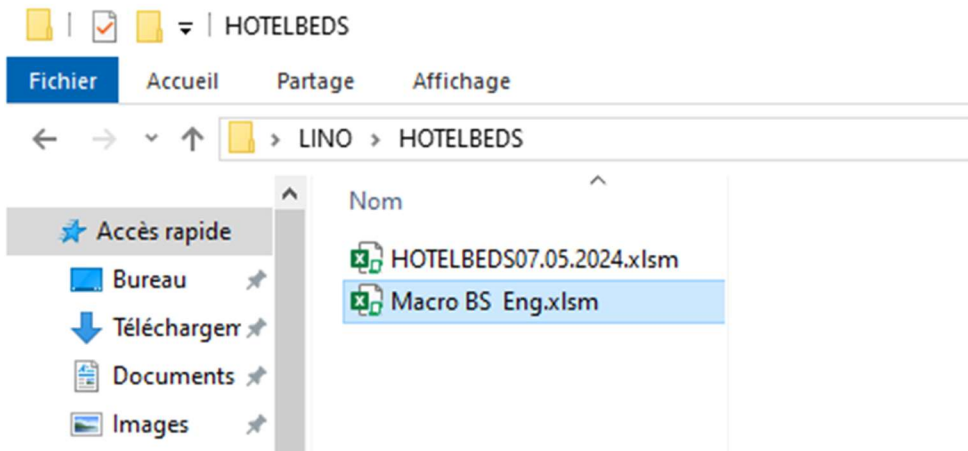 HOTELBEDS
Fichier Accueil Partage Affichage
LINO > HOTELBEDS
Nom
Accès rapide
HOTELBEDS07.05.2024.xlsm
Bureau
Macro BS  Eng.xlsm
Téléchargem
Documents
Images